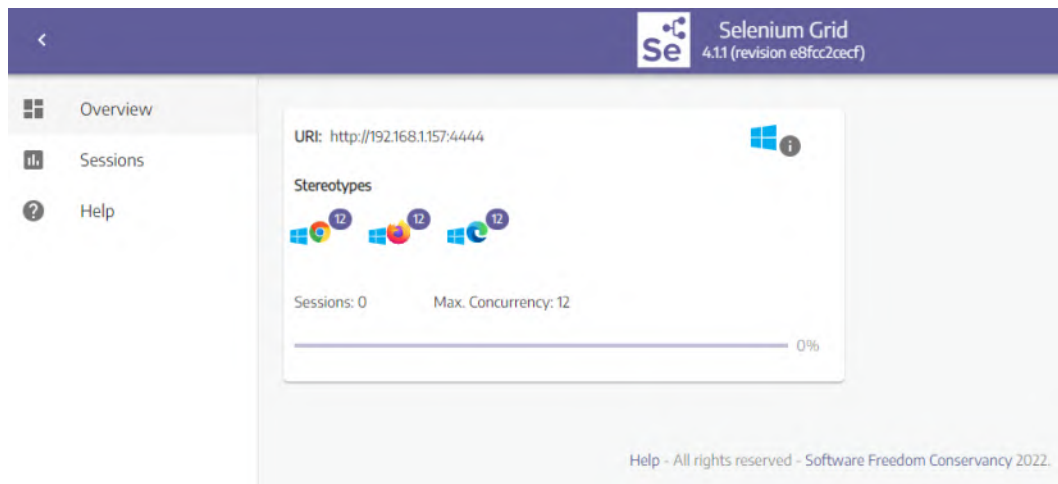 Se
Selenium Grid
4.1.1 (revision e8fcc2cecf)
Overview
Sessions
Help
URI: http://192.168.1.157:4444
Stereotypes
12 12 12
Sessions: 0 Max. Concurrency: 12
0%
Help - All rights reserved - Software Freedom Conservancy 2022.